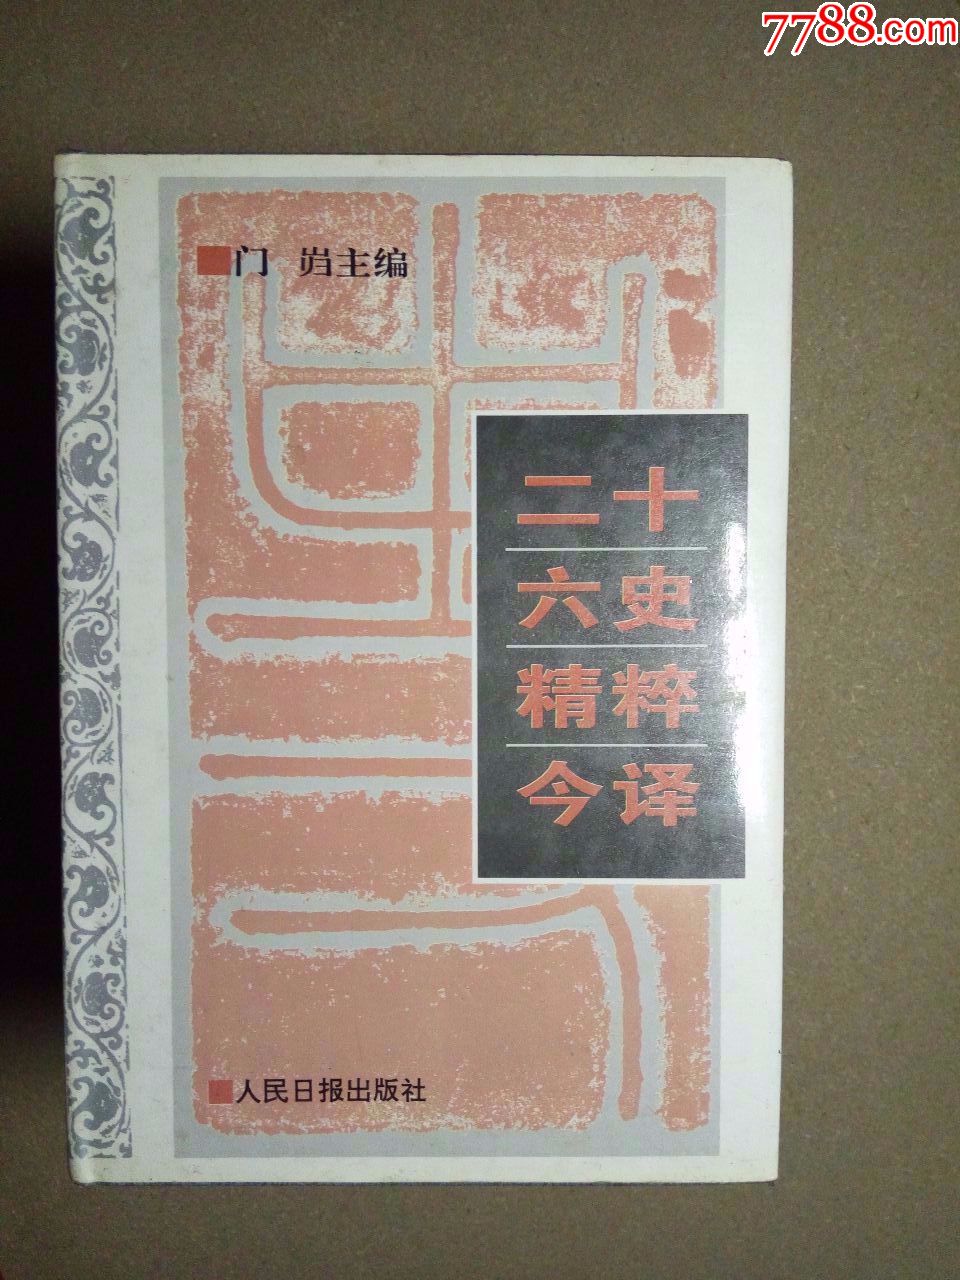 7788.com
门岿主编
二十
六史
精粹
今译
人民日报出版社